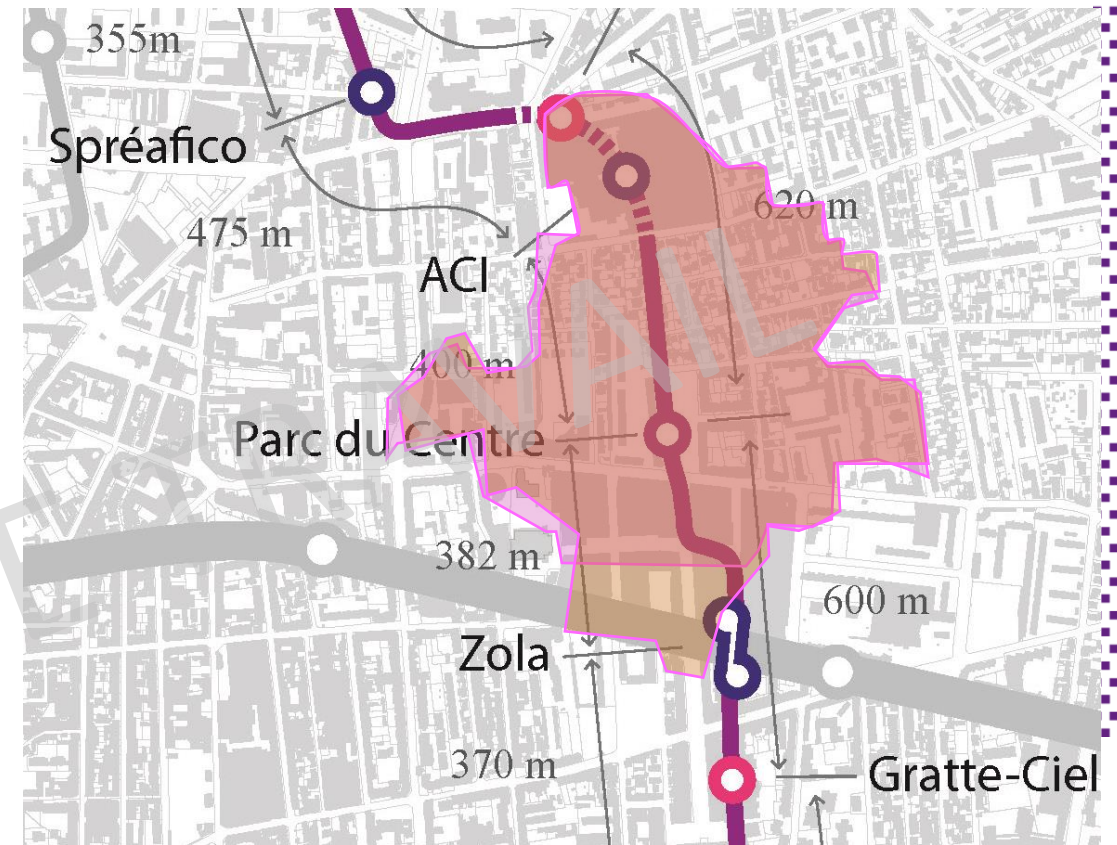 355m
Spréafico
475 m
620 m
ACI
400 m
Parc du Centre
382 m
600 m
Zola
370 m
Gratte-Ciel